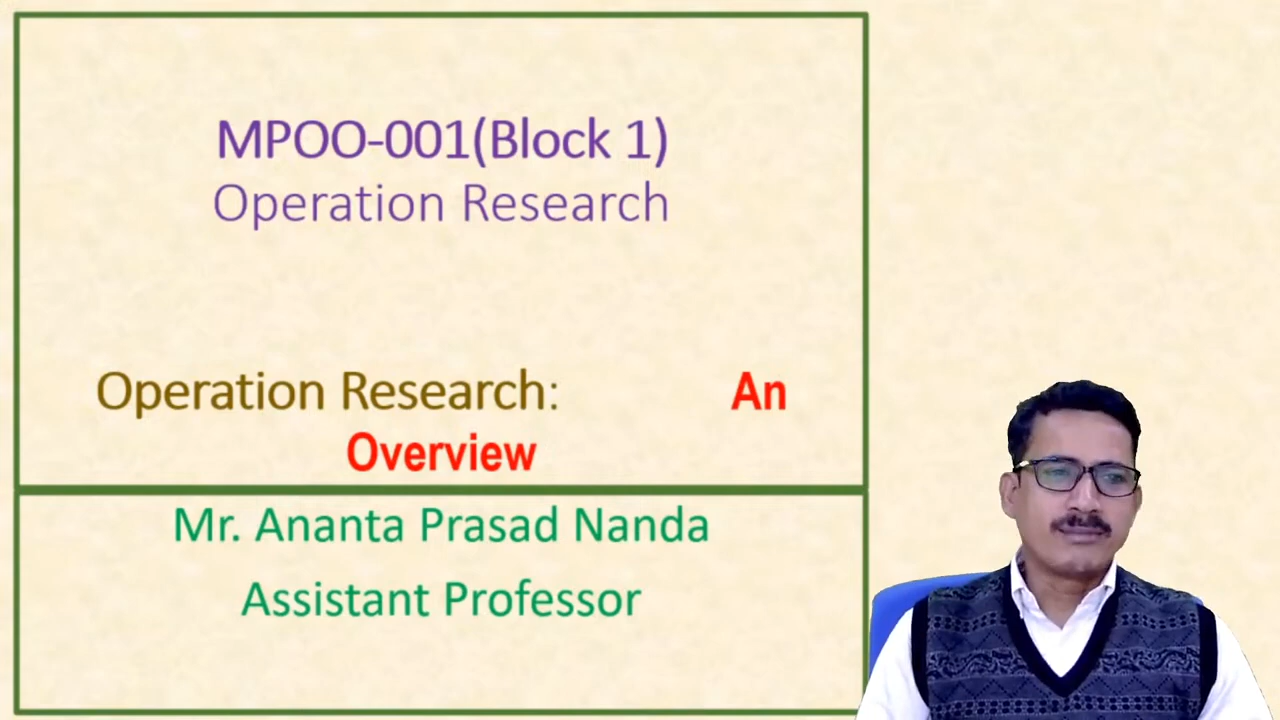 MPOO-001(Block 1)
Operation Research
Operation Research: An
Overview
Mr. Ananta Prasad Nanda
Assistant Professor